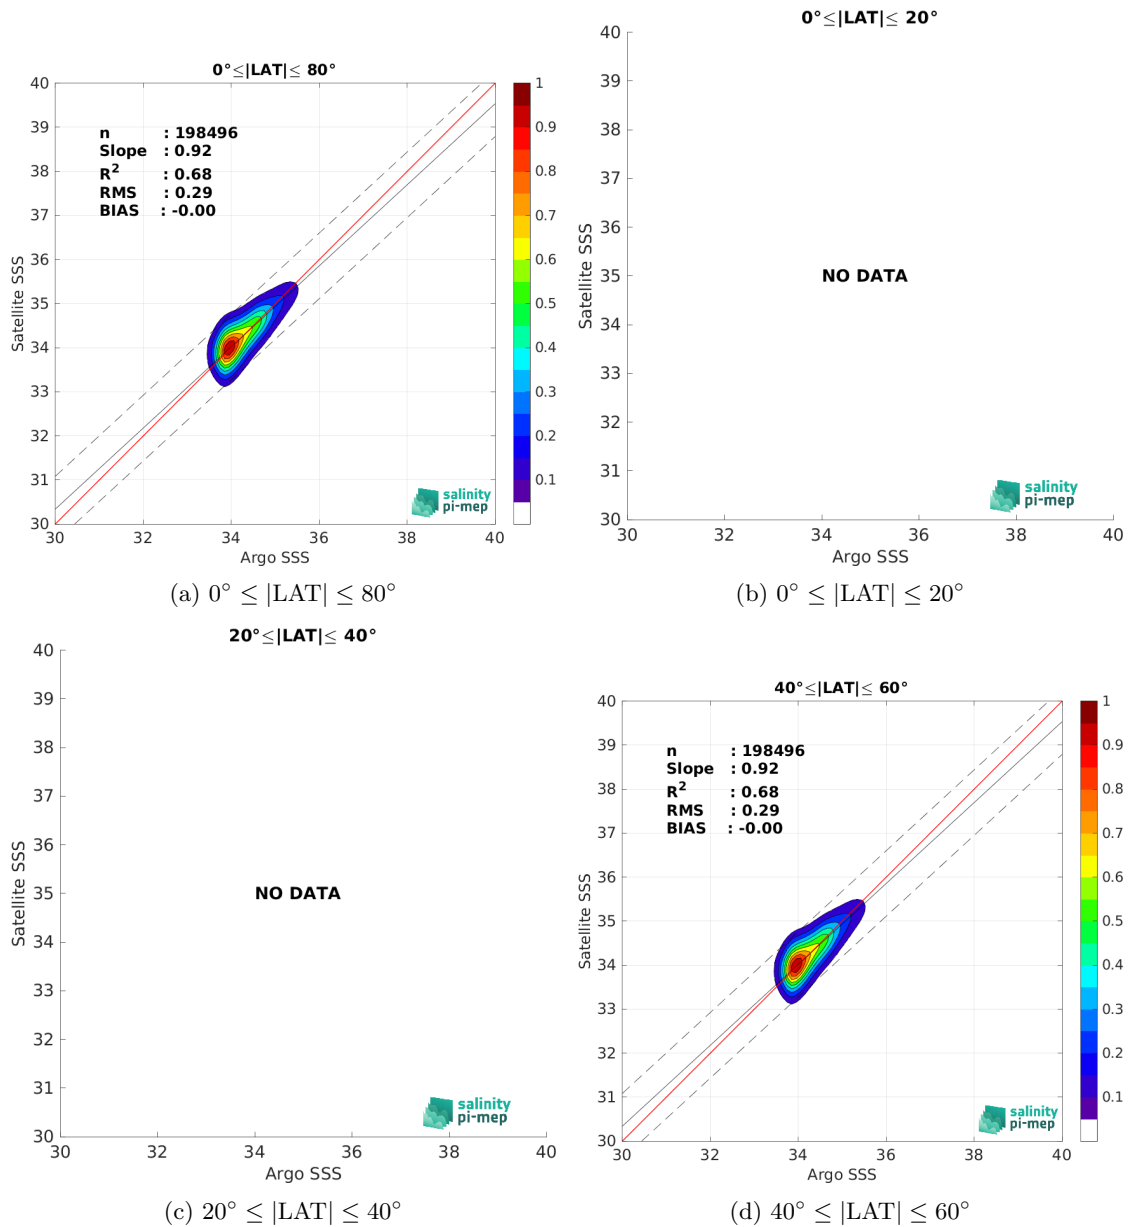 0°≤|LAT|≤ 80°
n : 198496
Slope : 0.92
R² : 0.68
RMS : 0.29
BIAS : -0.00
40
39
38
37
36
35
34
33
32
31
30
Satellite SSS
30 32 34 36 38 40
Argo SSS
1
0.9
0.8
0.7
0.6
0.5
0.4
0.3
0.2
0.1
salinity
pi-mep
(a) 0° ≤ |LAT| ≤ 80°
0°≤|LAT|≤ 20°
40
39
38
37
36
35
34
33
32
31
30
Satellite SSS
NO DATA
salinity
pi-mep
30 32 34 36 38 40
Argo SSS
(b) 0° ≤ |LAT| ≤ 20°
20°≤|LAT|≤ 40°
40
39
38
37
36
35
34
33
32
31
30
Satellite SSS
NO DATA
salinity
pi-mep
30 32 34 36 38 40
Argo SSS
(c) 20° ≤ |LAT| ≤ 40°
40°≤|LAT|≤ 60°
n : 198496
Slope : 0.92
R² : 0.68
RMS : 0.29
BIAS : -0.00
40
39
38
37
36
35
34
33
32
31
30
Satellite SSS
30 32 34 36 38 40
Argo SSS
1
0.9
0.8
0.7
0.6
0.5
0.4
0.3
0.2
0.1
salinity
pi-mep
(d) 40° ≤ |LAT| ≤ 60°